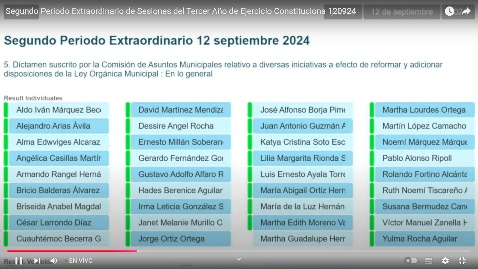 Segundo Periodo Extraordinario de Sesiones del Tercer Año de Ejercicio Constitucional 120924
12 de septiembre
Segundo Periodo Extraordinario 12 septiembre 2024
5. Dictamen suscrito por la Comisión de Asuntos Municipales relativo a diversas iniciativas a efecto de reformar y adicionar
disposiciones de la Ley Orgánica Municipal : En lo general
Result Individuales
Aldo Iván Márquez Bec
David Martínez Mendiza
José Alfonso Borja Pime
Martha Lourdes Ortega
Alejandro Arias Ávila
Dessire Angel Rocha
Juan Antonio Guzmán A
Martín López Camacho
Alma Edwviges Alcaraz
Ernesto Millán Soberan
Katya Cristina Soto Esc
Noemí Márquez Márque
Angélica Casillas Martír
Gerardo Fernández Gor
Lilia Margarita Rionda S
Pablo Alonso Ripoll
Armando Rangel Herná
Gustavo Adolfo Alfaro R
Luis Ernesto Ayala Torre
Rolando Fortino Alcánta
Bricio Balderas Álvarez
Hades Berenice Aguilar
María Abigail Ortiz Herr
Ruth Noemí Tiscareño A
Briseida Anabel Magdal
Irma Leticia González S
María de la Luz Hernán
Susana Bermudez Canc
César Larrondo Díaz
Janet Melanie Murillo C
Martha Edith Moreno Va
Víctor Manuel Zanella H
Cuauhtémoc Becerra G
Jorge Ortiz Ortega
Martha Guadalupe Herr
Yulma Rocha Aguilar
EN VIVO